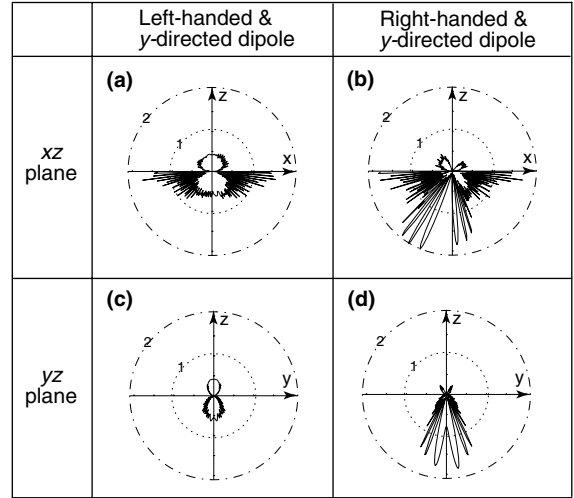 Left-handed &
y-directed dipole
Right-handed &
y-directed dipole
xz
plane
(a)
z
2
1
x
(b)
z
2
1
x
yz
plane
(c)
z
2
1
y
(d)
z
2
1
y